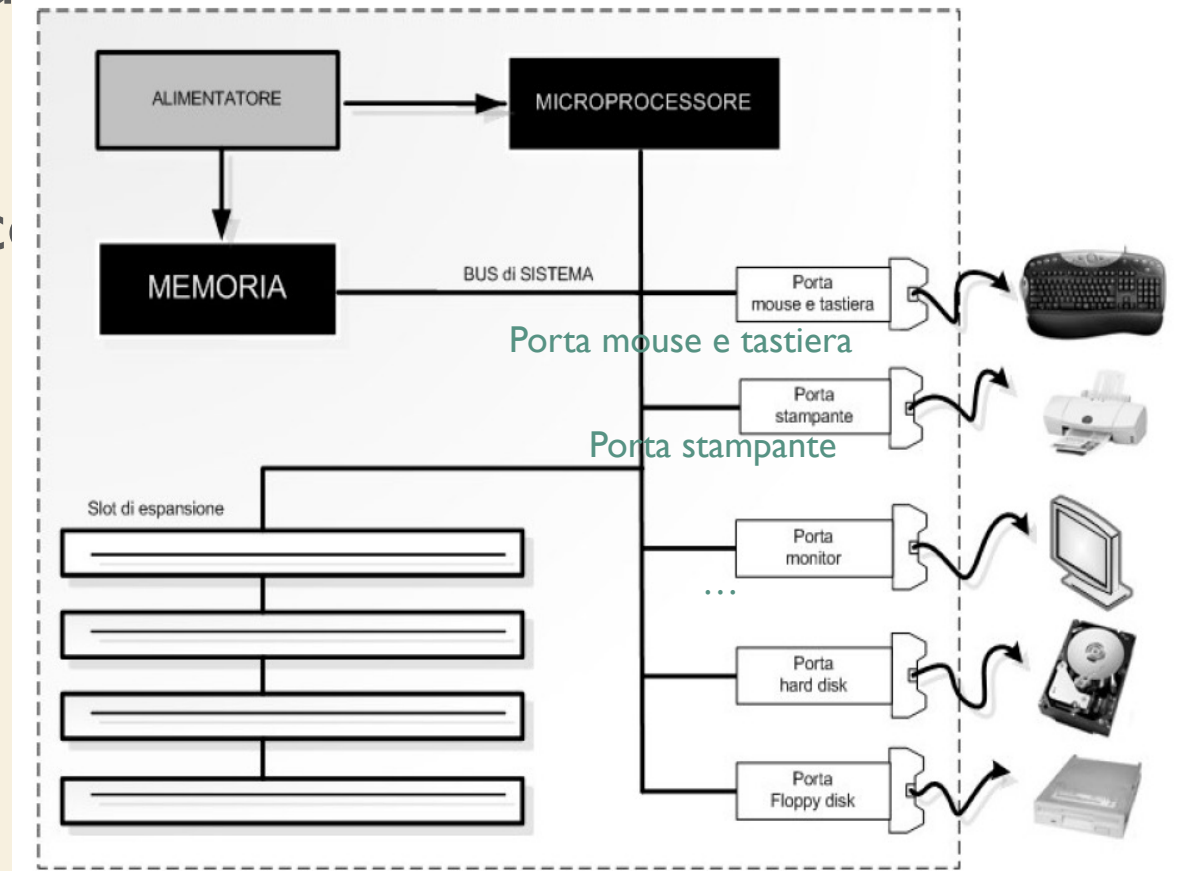 ALIMENTATORE
MICROPROCESSORE
MEMORIA
BUS di SISTEMA
Porta
mouse e tastiera
Porta mouse e tastiera
Porta
stampante
Porta stampante
Slot di espansione
Porta
monitor
...
Porta
hard disk
Porta
Floppy disk